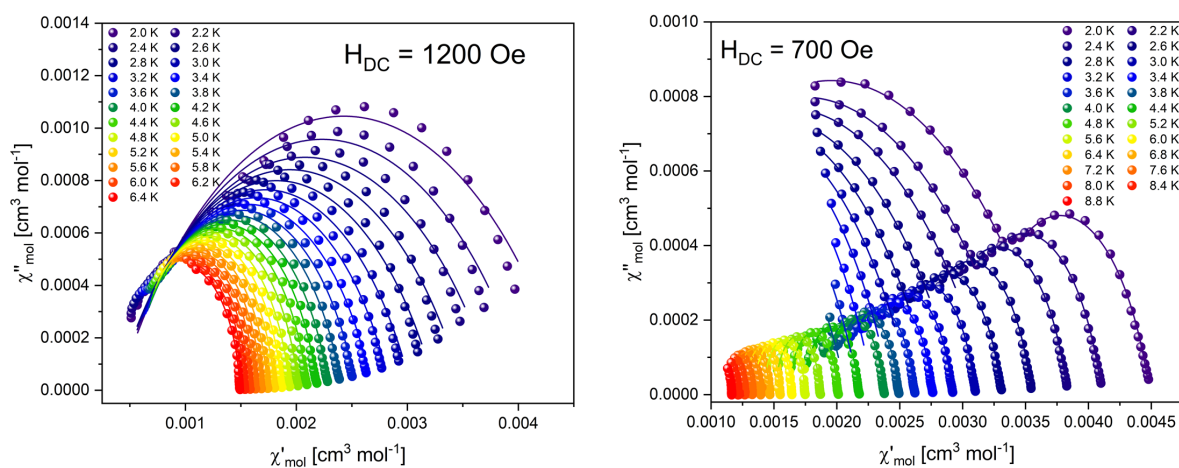 0.0014
0.0012
0.0010
0.0008
0.0006
0.0004
0.0002
0.0000
χ''mol [cm³ mol⁻¹]
2.0 K 2.2 K
2.4 K 2.6 K
2.8 K 3.0 K
3.2 K 3.4 K
3.6 K 3.8 K
4.0 K 4.2 K
4.4 K 4.6 K
4.8 K 5.0 K
5.2 K 5.4 K
5.6 K 5.8 K
6.0 K 6.2 K
6.4 K
H_DC = 1200 Oe
0.001 0.002 0.003 0.004
χ'mol [cm³ mol⁻¹]
0.0010
0.0008
0.0006
0.0004
0.0002
0.0000
χ''mol [cm³ mol⁻¹]
H_DC = 700 Oe
2.0 K 2.2 K
2.4 K 2.6 K
2.8 K 3.0 K
3.2 K 3.4 K
3.6 K 3.8 K
4.0 K 4.4 K
4.8 K 5.2 K
5.6 K 6.0 K
6.4 K 6.8 K
7.2 K 7.6 K
8.0 K 8.4 K
8.8 K
0.0010 0.0015 0.0020 0.0025 0.0030 0.0035 0.0040 0.0045
χ'mol [cm³ mol⁻¹]